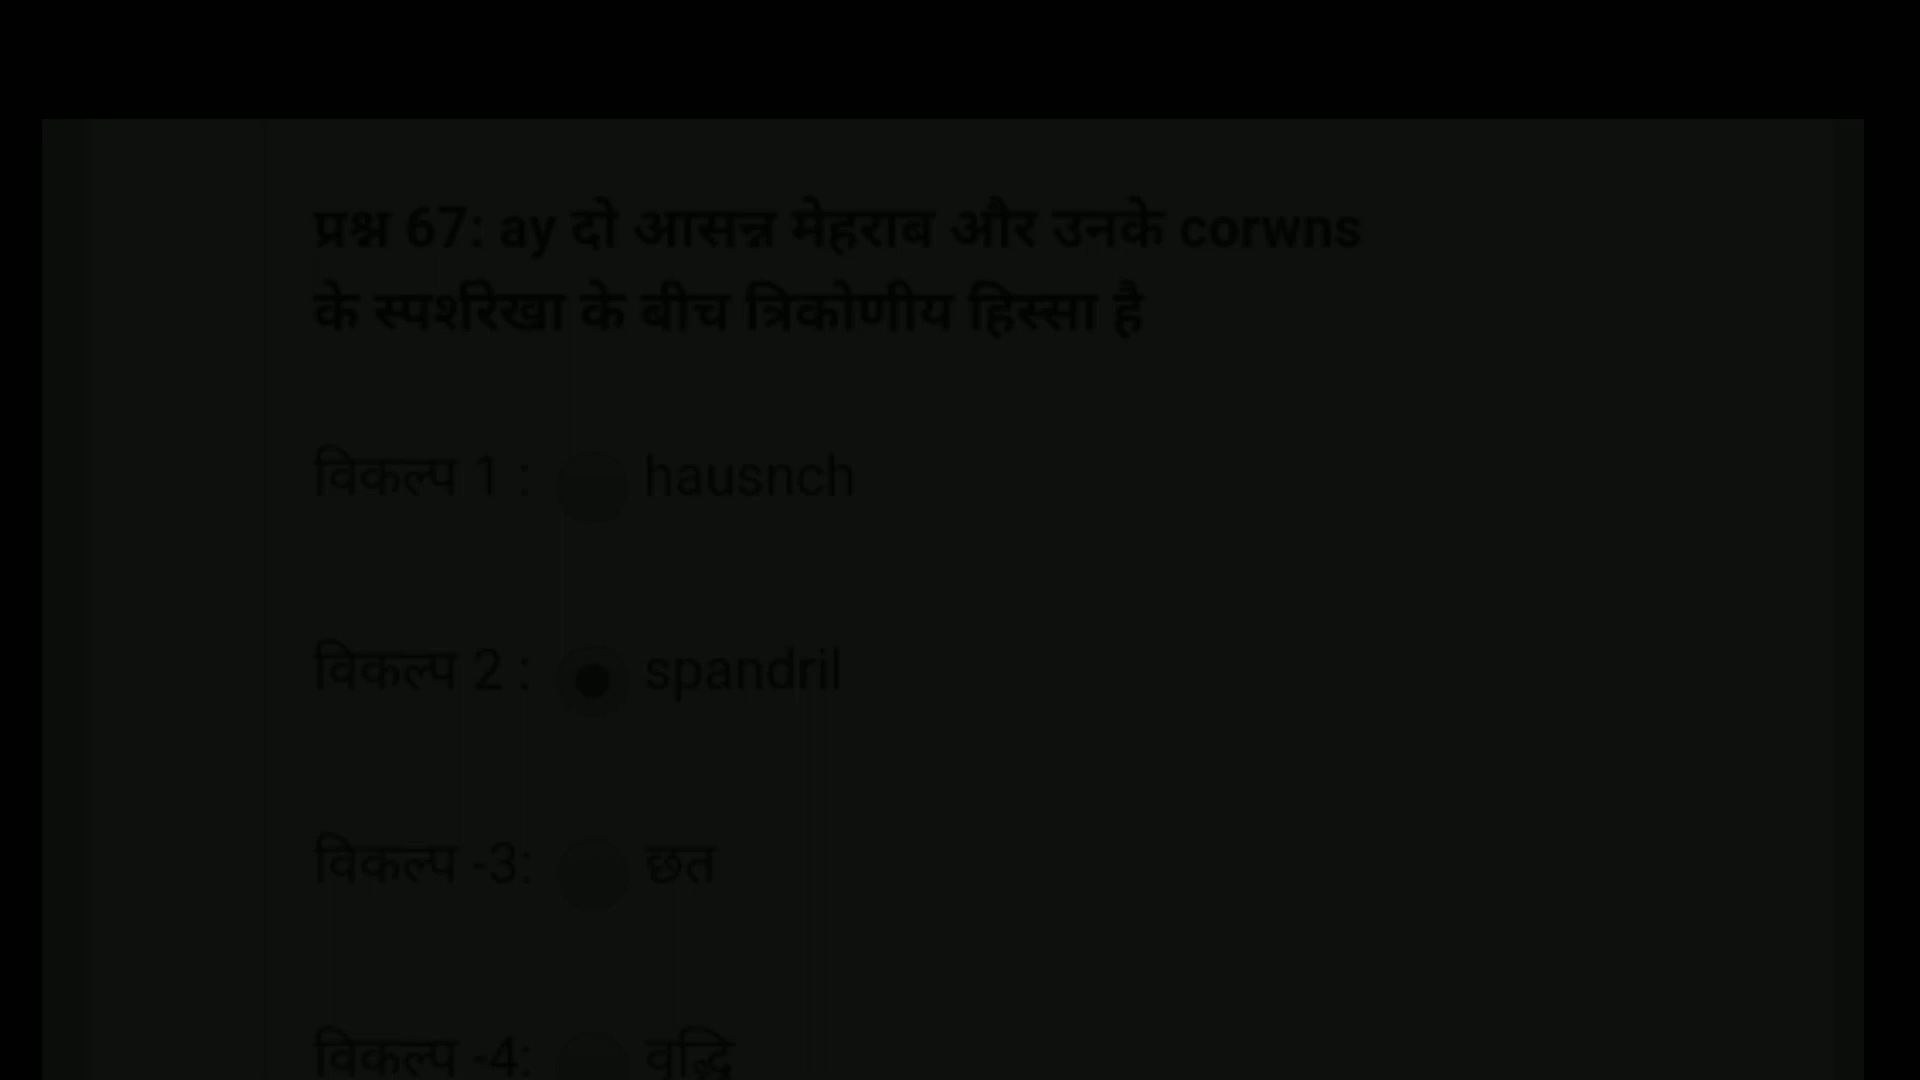 प्रश्न 67: ay दो आसन्न मेहराब और उनके corwns
के स्पर्शरेखा के बीच त्रिकोणीय हिस्सा है
विकल्प 1 : hausnch
विकल्प 2 : spandril
विकल्प -3: छत
विकल्प -4: वृद्धि